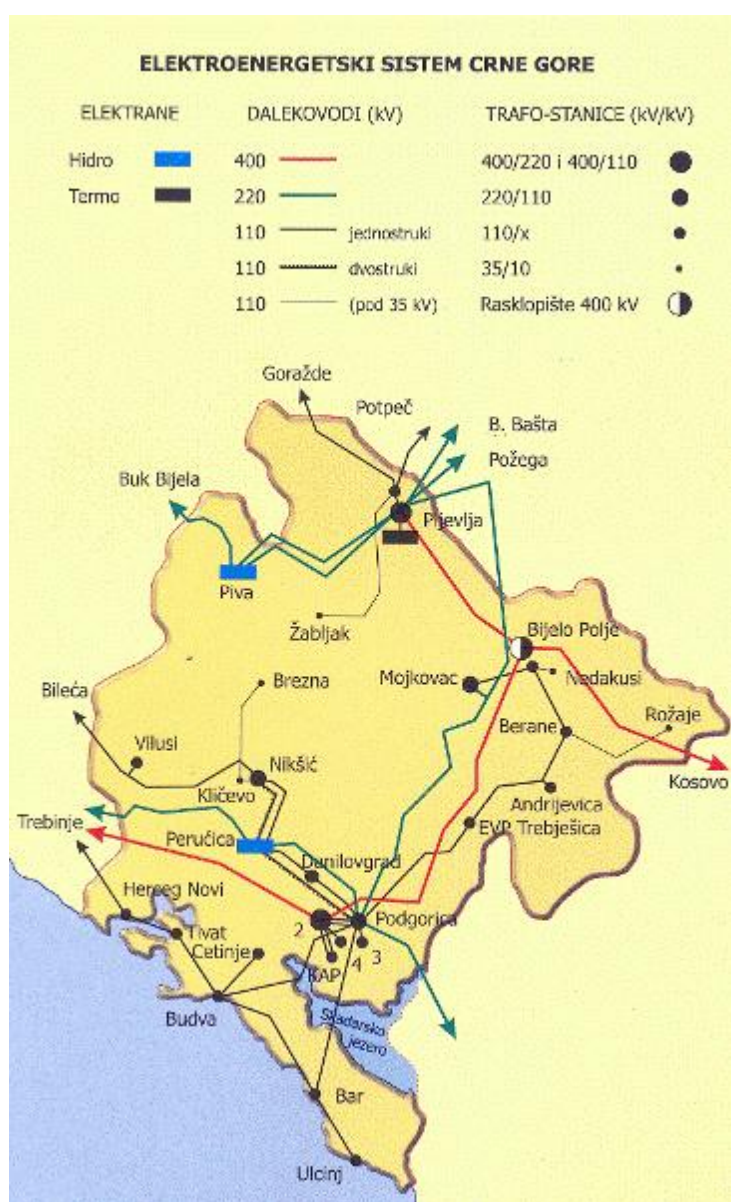 ELEKTROENERGETSKI SISTEM CRNE GORE
ELEKTRANE DALEKOVODI (kV) TRAFO-STANICE (kV/kV)
Hidro 400 400/220 i 400/110
Termo 220 220/110
110 jednostruki 110/x
110 dvostruki 35/10
110 (pod 35 kV) Rasklopište 400 kV
Goražde
Potpeč
B. Bašta
Požega
Buk Bijela
Pljevlja
Piva
Žabljak
Bijelo Polje
Mojkovac
Nedakusi
Brezna
Bileća
Vilusi
Berane
Rožaje
Nikšić
Kličevo
Kosovo
Andrijevica
Trebinje
Perućica
EVP Trebješica
Danilovgrad
Herceg Novi
2
Podgorica
Tivat
Cetinje
KAP
4
3
Budva
Skadarsko
jezero
Bar
Ulcinj